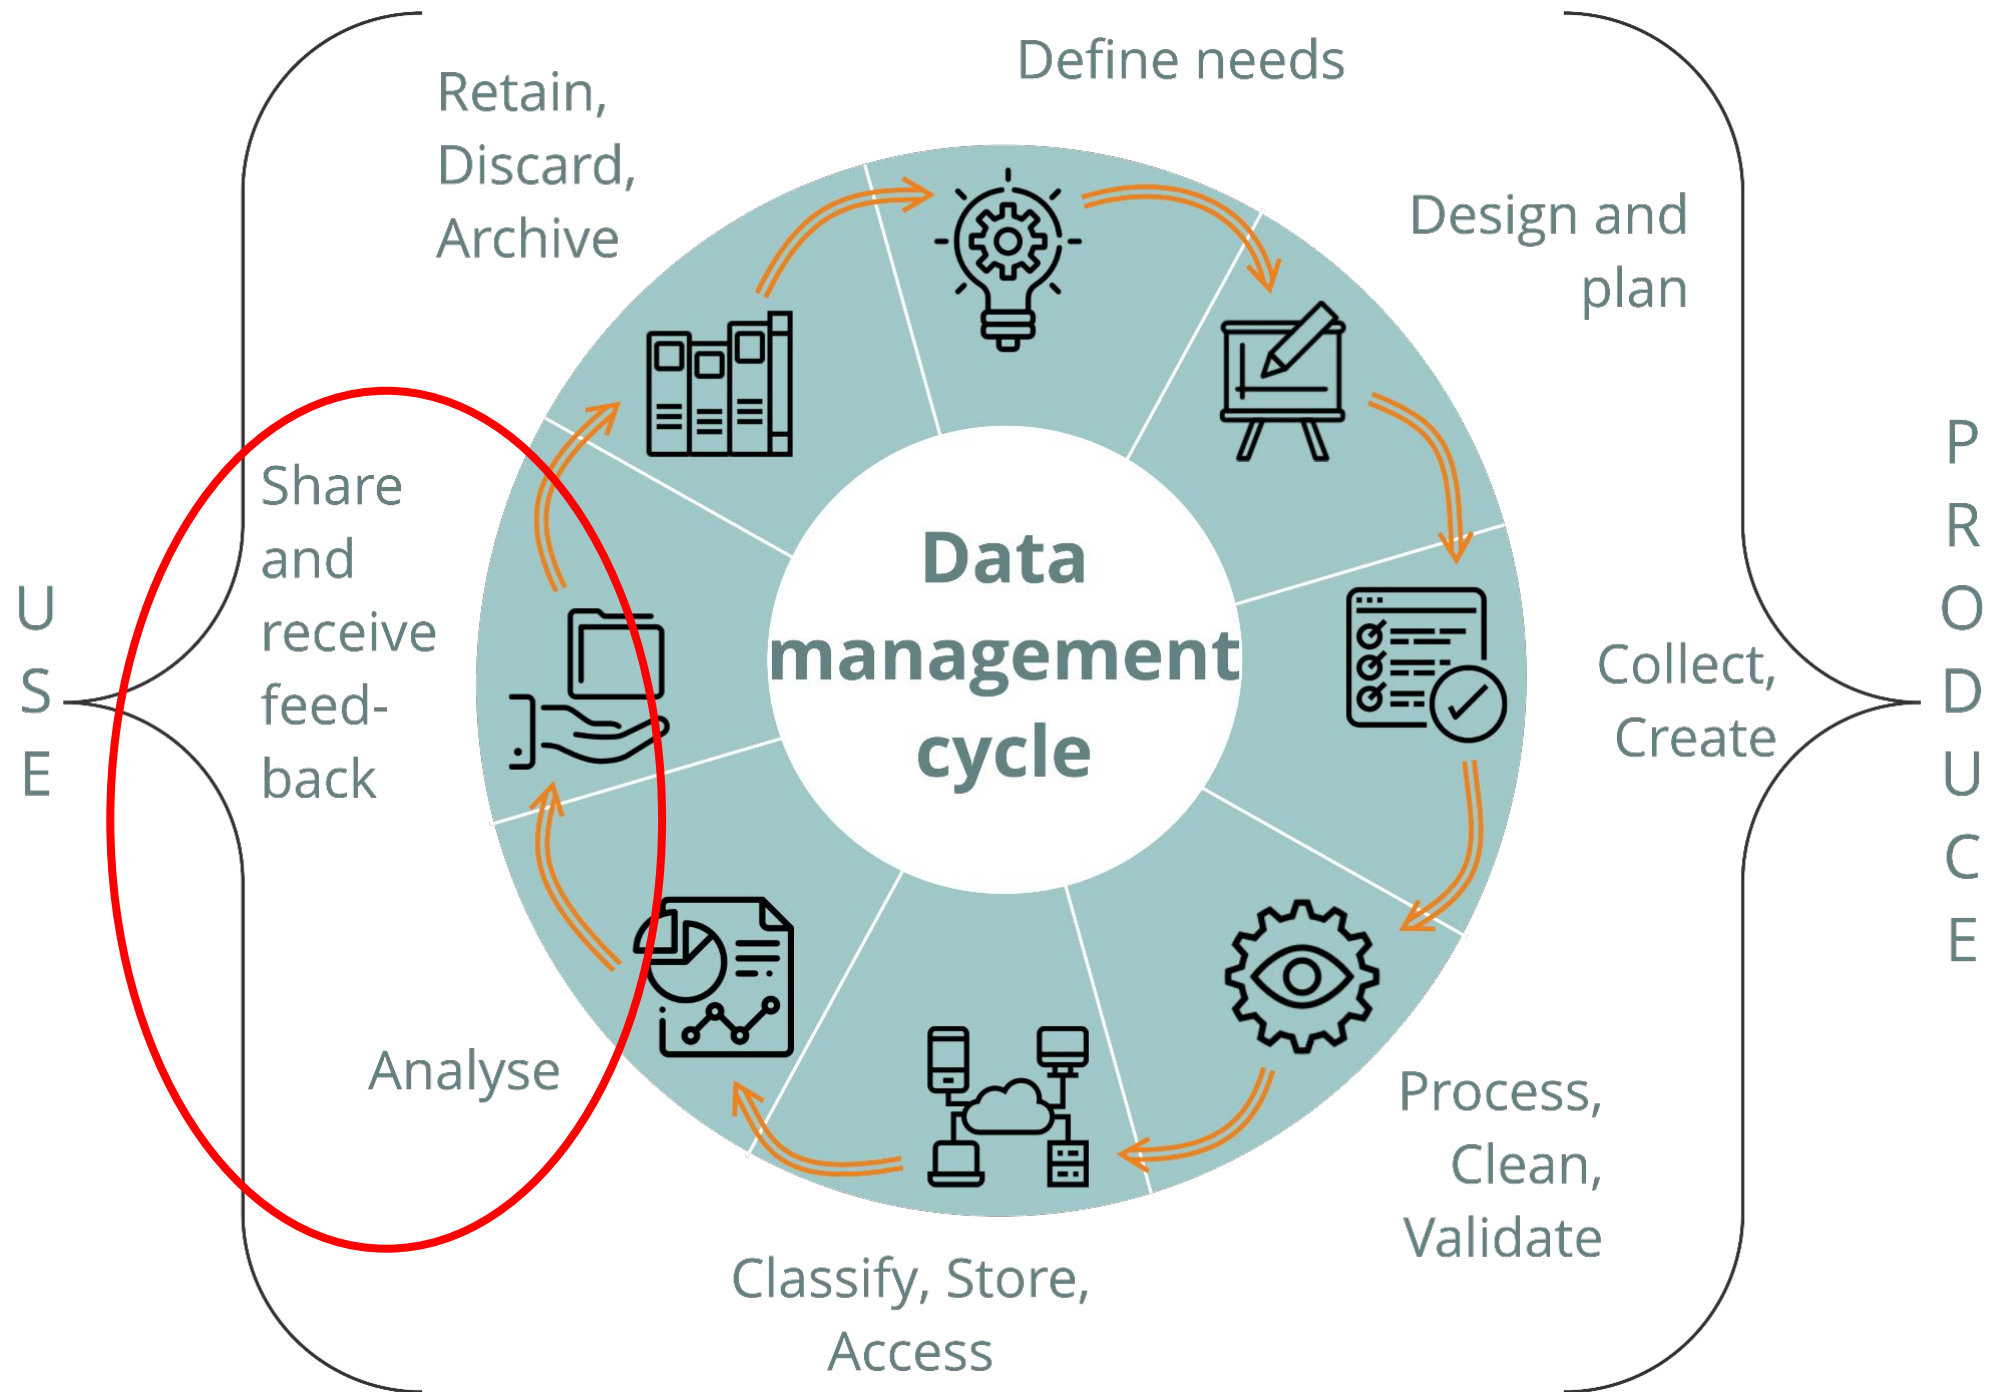 Define needs
Design and
plan
Collect,
Create
Process,
Clean,
Validate
Classify, Store,
Access
Analyse
Share
and
receive
feed-
back
Retain,
Discard,
Archive
Data
management
cycle
U
S
E
P
R
O
D
U
C
E